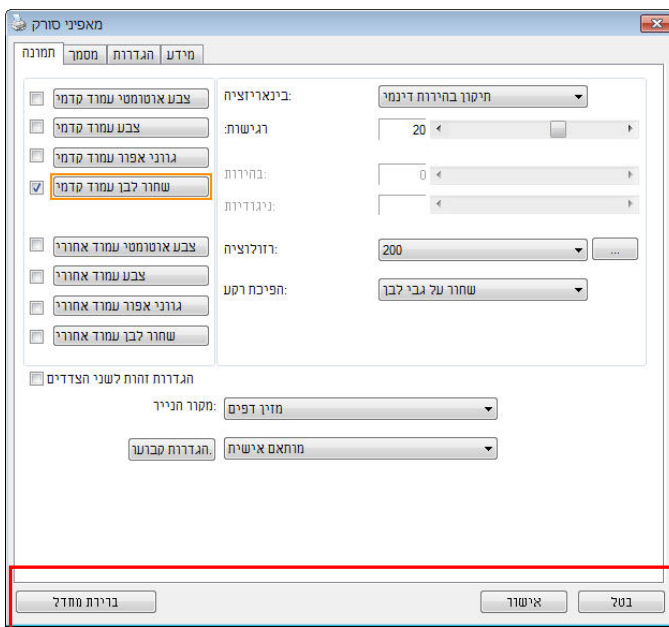 מאפיני סורק
תמונה מסמך הגדרות מידע
צבע אוטומטי עמוד קדמי
צבע עמוד קדמי
גווני אפור עמוד קדמי
שחור לבן עמוד קדמי
צבע אוטומטי עמוד אחורי
צבע עמוד אחורי
גווני אפור עמוד אחורי
שחור לבן עמוד אחורי
בינאריזציה: תיקון בהירות דינמי
רגישות: 20
בהירות: 0
ניגודיות:
רזולוציה: 200 ...
הפיכת רקע: שחור על גבי לבן
הגדרות זהות לשני הצדדים
מקור הנייר: מזין דפים
הגדרות קבועו. מותאם אישית
ברירת מחדל אישור בטל